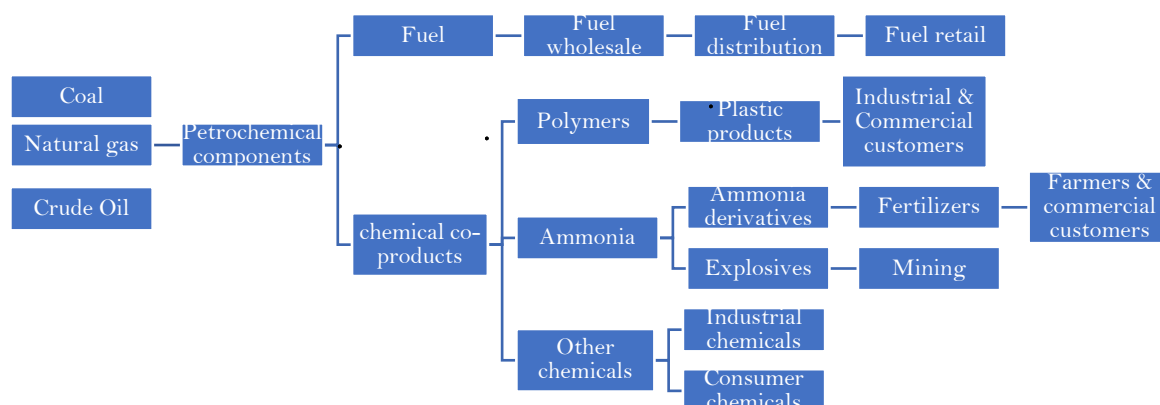 Coal
Natural gas
Crude Oil
Petrochemical
components
Fuel
Fuel
wholesale
Fuel
distribution
Fuel retail
chemical co-
products
Polymers
Plastic
products
Industrial &
Commercial
customers
Ammonia
Ammonia
derivatives
Fertilizers
Farmers &
commercial
customers
Explosives
Mining
Other
chemicals
Industrial
chemicals
Consumer
chemicals